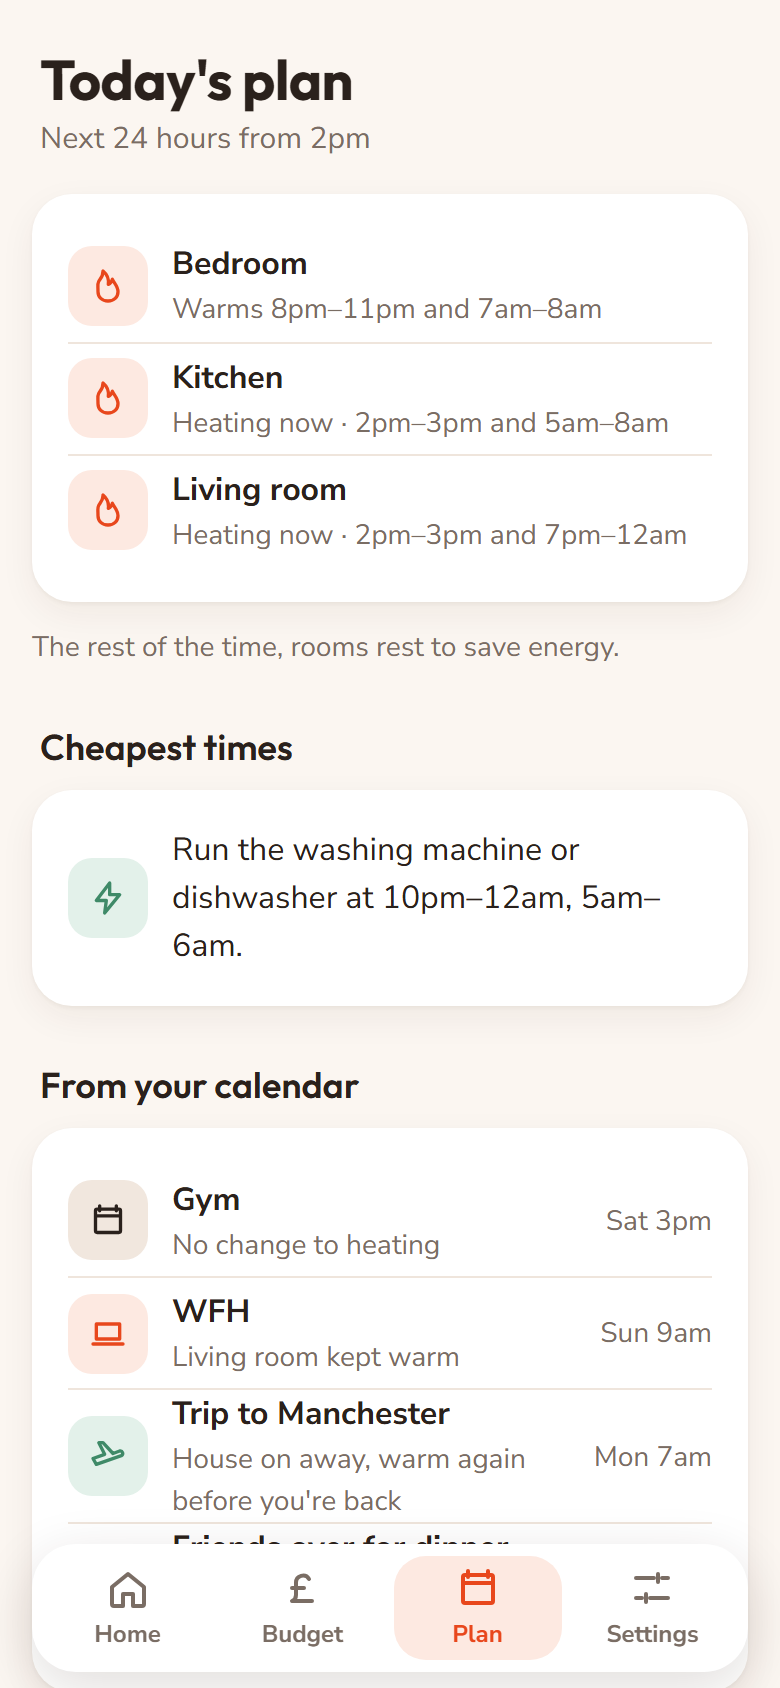 Today's plan
Next 24 hours from 2pm
Bedroom
Warms 8pm–11pm and 7am–8am
Kitchen
Heating now · 2pm–3pm and 5am–8am
Living room
Heating now · 2pm–3pm and 7pm–12am
The rest of the time, rooms rest to save energy.
Cheapest times
Run the washing machine or
dishwasher at 10pm–12am, 5am–
6am.
From your calendar
Gym
No change to heating
Sat 3pm
WFH
Living room kept warm
Sun 9am
Trip to Manchester
House on away, warm again
before you're back
Mon 7am
Friends over for dinner
Home
Budget
Plan
Settings